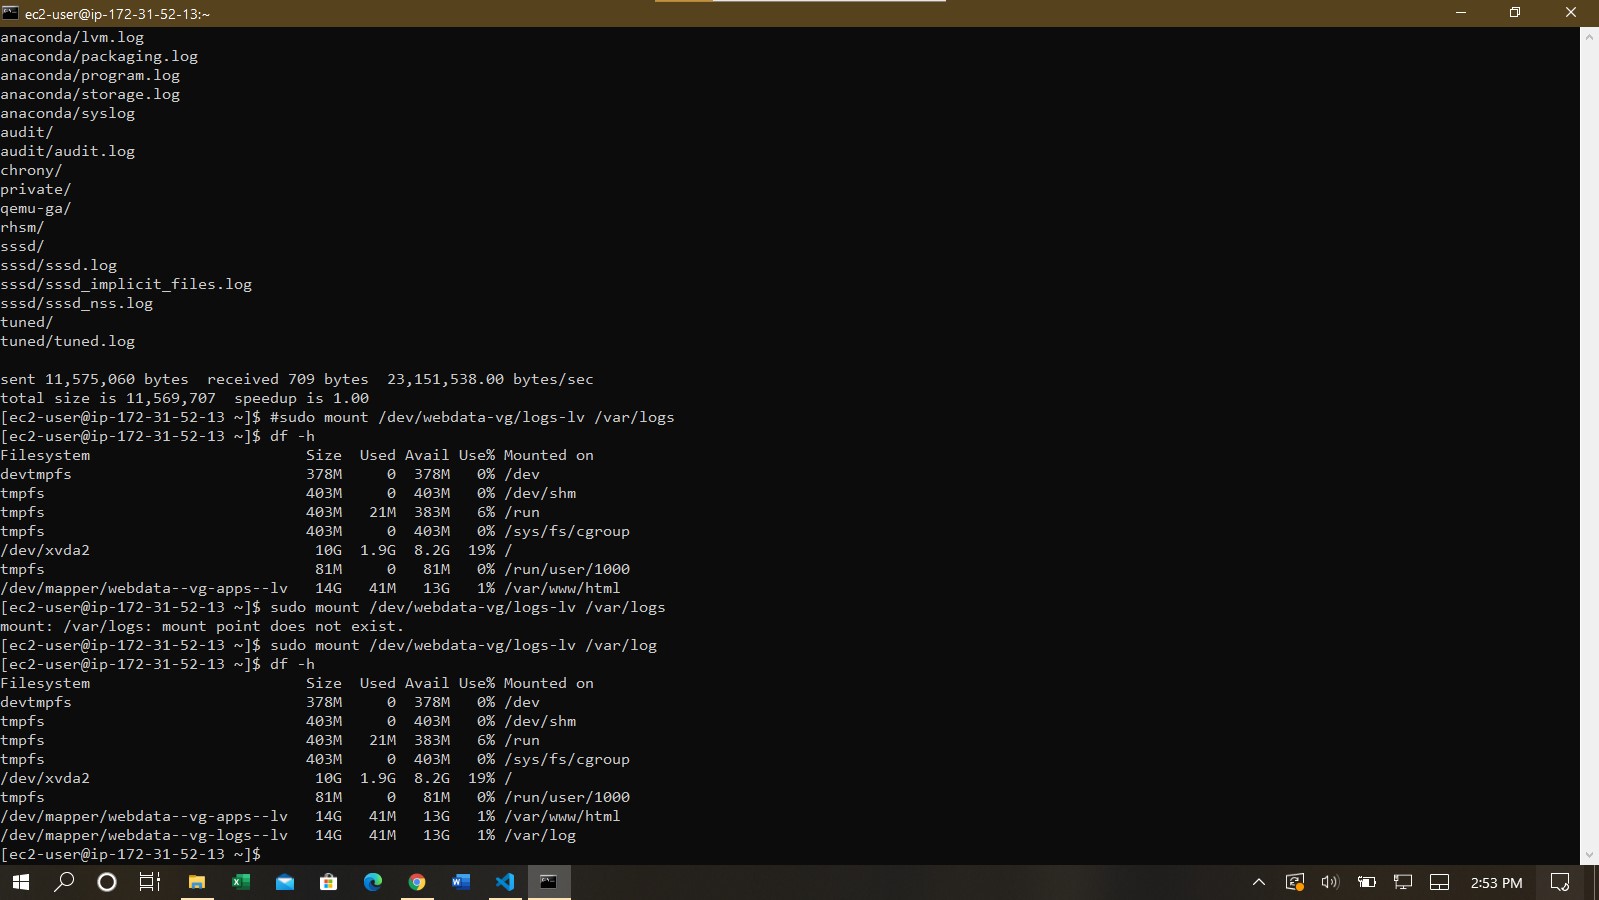 ec2-user@ip-172-31-52-13:~
anaconda/lvm.log
anaconda/packaging.log
anaconda/program.log
anaconda/storage.log
anaconda/syslog
audit/
audit/audit.log
chrony/
private/
qemu-ga/
rhsm/
sssd/
sssd/sssd.log
sssd/sssd_implicit_files.log
sssd/sssd_nss.log
tuned/
tuned/tuned.log
sent 11,575,060 bytes  received 709 bytes  23,151,538.00 bytes/sec
total size is 11,569,707  speedup is 1.00
[ec2-user@ip-172-31-52-13 ~]$ #sudo mount /dev/webdata-vg/logs-lv /var/logs
[ec2-user@ip-172-31-52-13 ~]$ df -h
Filesystem                        Size  Used Avail Use% Mounted on
devtmpfs                          378M     0  378M   0% /dev
tmpfs                             403M     0  403M   0% /dev/shm
tmpfs                             403M   21M  383M   6% /run
tmpfs                             403M     0  403M   0% /sys/fs/cgroup
/dev/xvda2                         10G  1.9G  8.2G  19% /
tmpfs                              81M     0   81M   0% /run/user/1000
/dev/mapper/webdata--vg-apps--lv   14G   41M   13G   1% /var/www/html
[ec2-user@ip-172-31-52-13 ~]$ sudo mount /dev/webdata-vg/logs-lv /var/logs
mount: /var/logs: mount point does not exist.
[ec2-user@ip-172-31-52-13 ~]$ sudo mount /dev/webdata-vg/logs-lv /var/log
[ec2-user@ip-172-31-52-13 ~]$ df -h
Filesystem                        Size  Used Avail Use% Mounted on
devtmpfs                          378M     0  378M   0% /dev
tmpfs                             403M     0  403M   0% /dev/shm
tmpfs                             403M   21M  383M   6% /run
tmpfs                             403M     0  403M   0% /sys/fs/cgroup
/dev/xvda2                         10G  1.9G  8.2G  19% /
tmpfs                              81M     0   81M   0% /run/user/1000
/dev/mapper/webdata--vg-apps--lv   14G   41M   13G   1% /var/www/html
/dev/mapper/webdata--vg-logs--lv   14G   41M   13G   1% /var/log
[ec2-user@ip-172-31-52-13 ~]$
2:53 PM